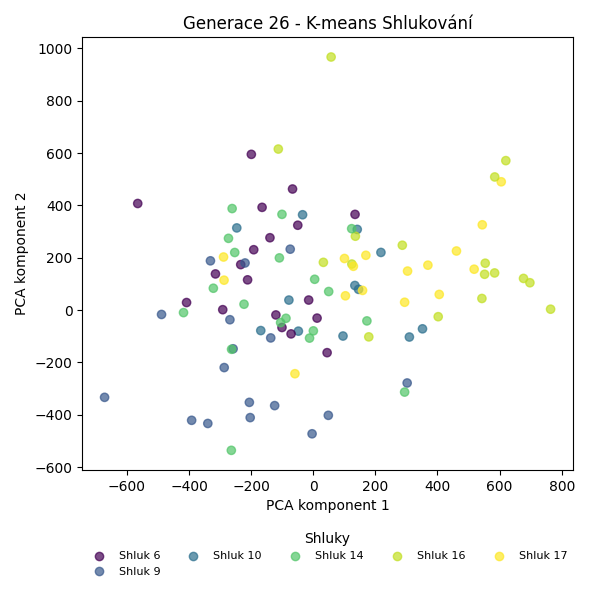 Generace 26 - K-means Shlukování
PCA komponent 2
1000
800
600
400
200
0
−200
−400
−600
−600 −400 −200 0 200 400 600 800
PCA komponent 1
Shluky
Shluk 6 Shluk 10 Shluk 14 Shluk 16 Shluk 17
Shluk 9